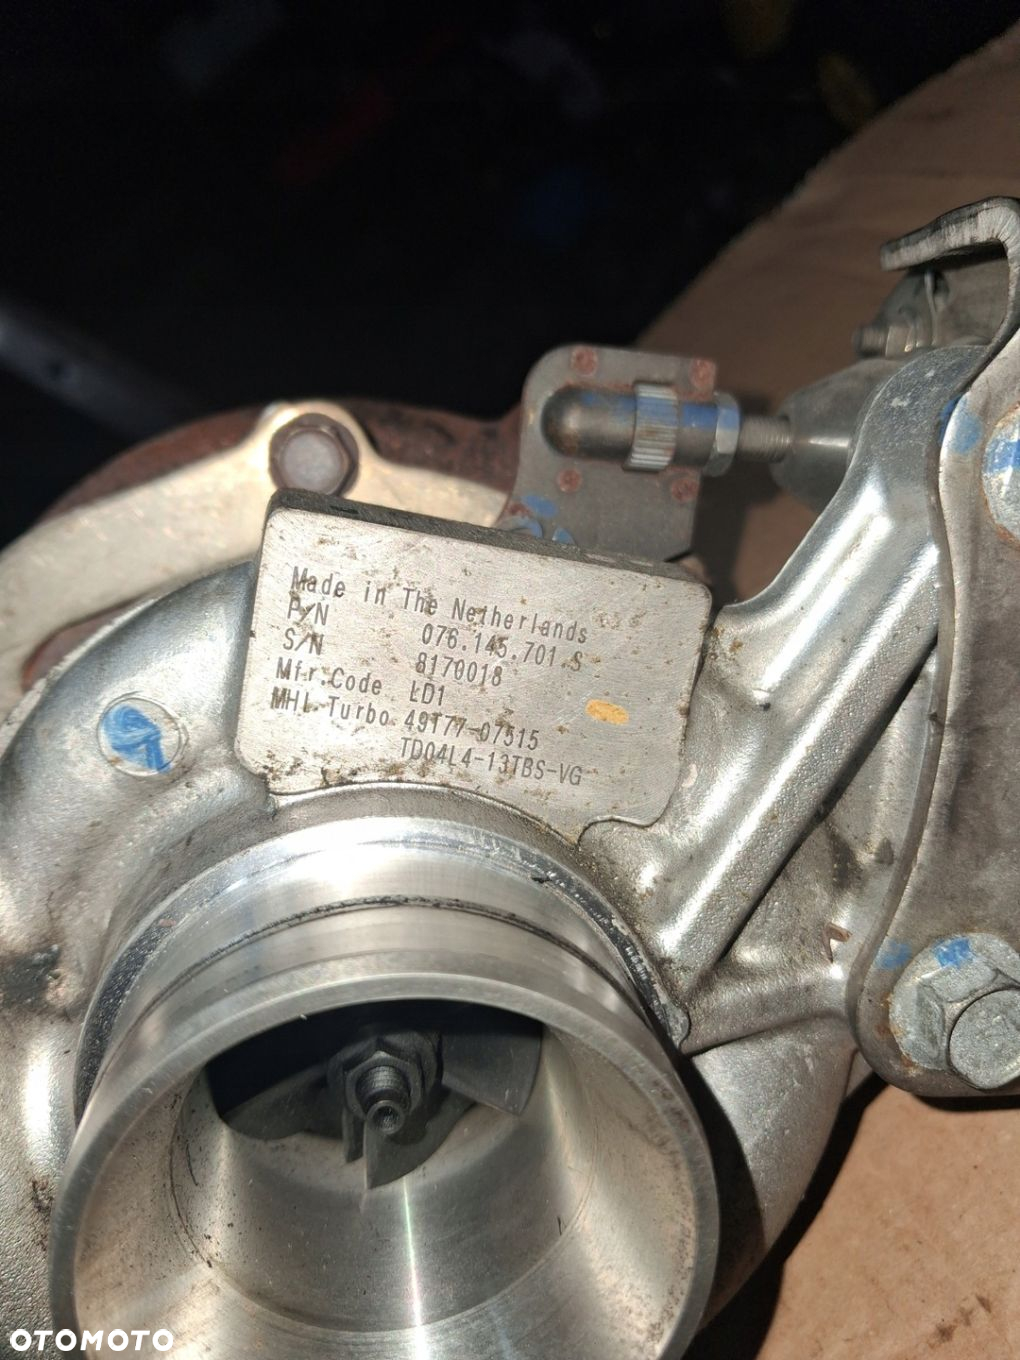 Made in The Netherlands
P/N 076.145.701.S
S/N 8170018
Mfr.Code LD1
MHI Turbo 49T77-07515
TD04L4-13TBS-VG
OTOMOTO